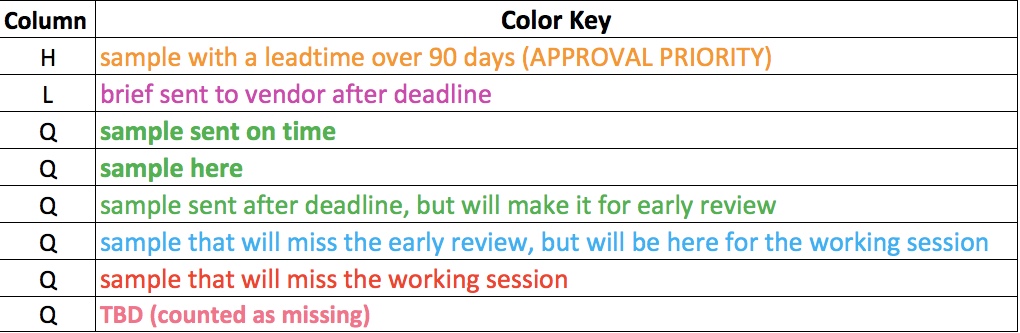 Column Color Key
H sample with a leadtime over 90 days (APPROVAL PRIORITY)
L brief sent to vendor after deadline
Q sample sent on time
Q sample here
Q sample sent after deadline, but will make it for early review
Q sample that will miss the early review, but will be here for the working session
Q sample that will miss the working session
Q TBD (counted as missing)